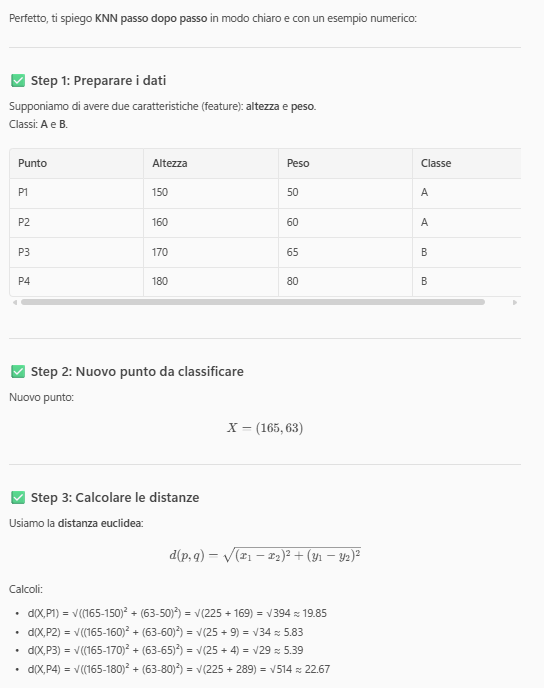 Perfetto, ti spiego KNN passo dopo passo in modo chiaro e con un esempio numerico:
✅ Step 1: Preparare i dati
Supponiamo di avere due caratteristiche (feature): altezza e peso.
Classi: A e B.
Punto Altezza Peso Classe
P1 150 50 A
P2 160 60 A
P3 170 65 B
P4 180 80 B
✅ Step 2: Nuovo punto da classificare
Nuovo punto:
X = (165, 63)
✅ Step 3: Calcolare le distanze
Usiamo la distanza euclidea:
d(p, q) = √(x₁ − x₂)² + (y₁ − y₂)²
Calcoli:
• d(X,P1) = √((165-150)² + (63-50)²) = √(225 + 169) = √394 ≈ 19.85
• d(X,P2) = √((165-160)² + (63-60)²) = √(25 + 9) = √34 ≈ 5.83
• d(X,P3) = √((165-170)² + (63-65)²) = √(25 + 4) = √29 ≈ 5.39
• d(X,P4) = √((165-180)² + (63-80)²) = √(225 + 289) = √514 ≈ 22.67